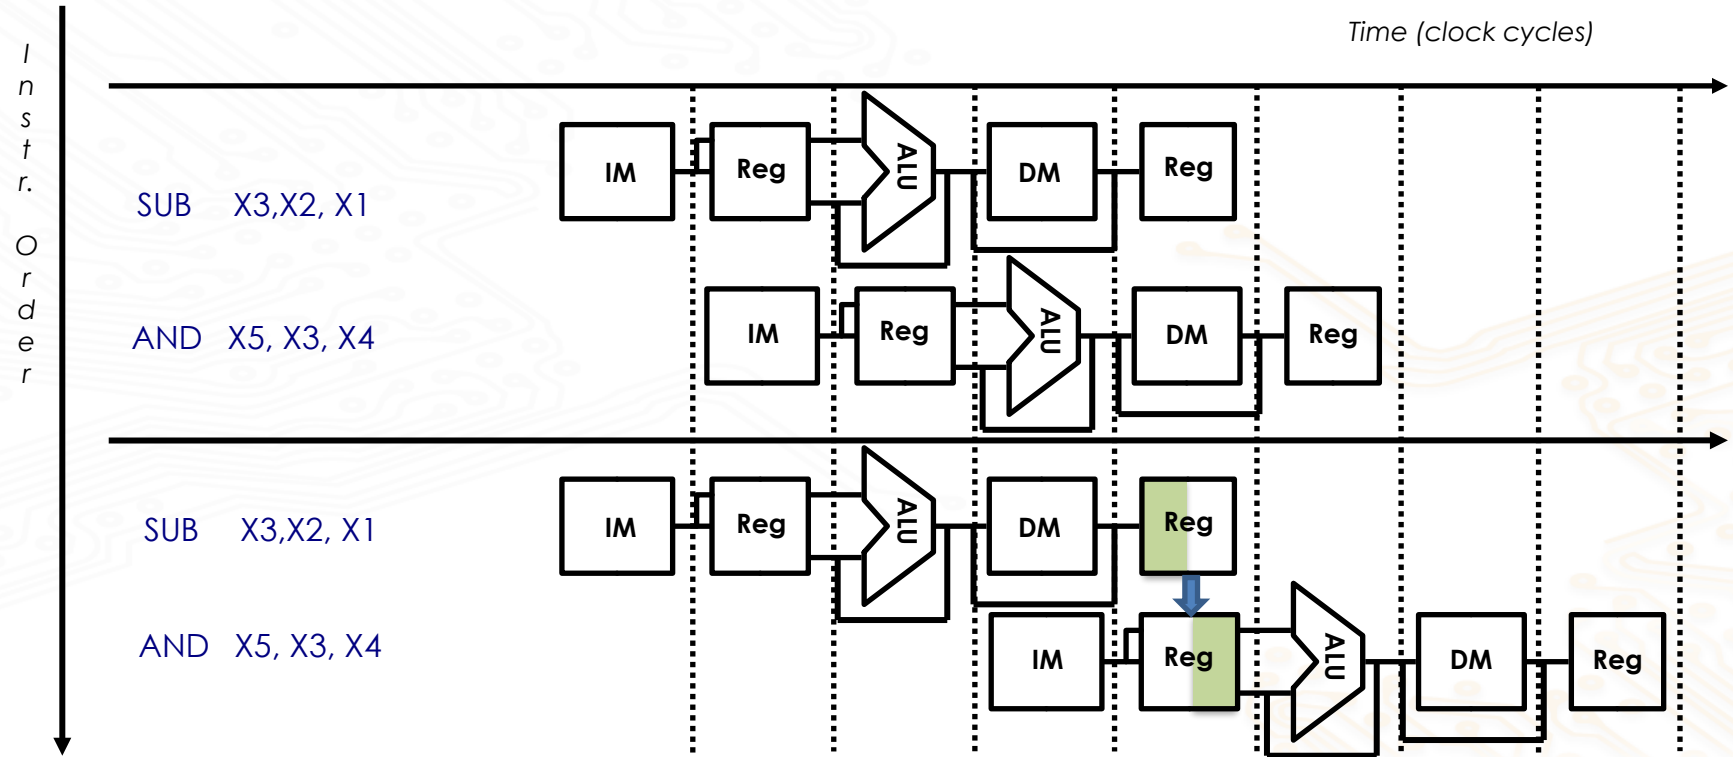 Time (clock cycles)
I
n
s
t
r.
O
r
d
e
r
IM Reg ALU DM Reg
SUB X3,X2, X1
IM Reg ALU DM Reg
AND X5, X3, X4
IM Reg ALU DM Reg
SUB X3,X2, X1
IM Reg ALU DM Reg
AND X5, X3, X4